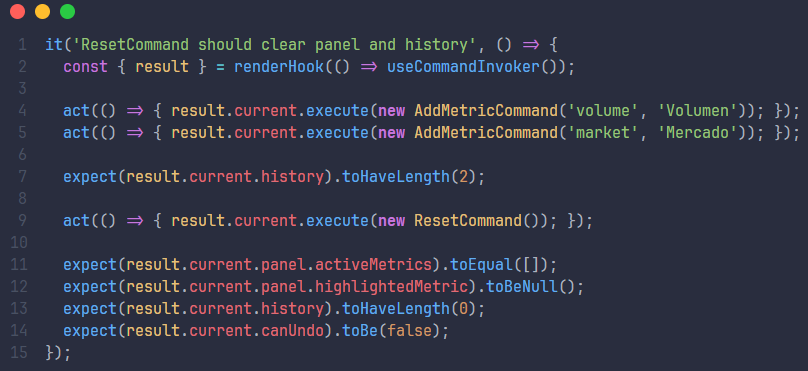 1 it('ResetCommand should clear panel and history', () => {
2 const { result } = renderHook(() => useCommandInvoker());
3
4 act(() => { result.current.execute(new AddMetricCommand('volume', 'Volumen')); });
5 act(() => { result.current.execute(new AddMetricCommand('market', 'Mercado')); });
6
7 expect(result.current.history).toHaveLength(2);
8
9 act(() => { result.current.execute(new ResetCommand()); });
10
11 expect(result.current.panel.activeMetrics).toEqual([]);
12 expect(result.current.panel.highlightedMetric).toBeNull();
13 expect(result.current.history).toHaveLength(0);
14 expect(result.current.canUndo).toBe(false);
15 });